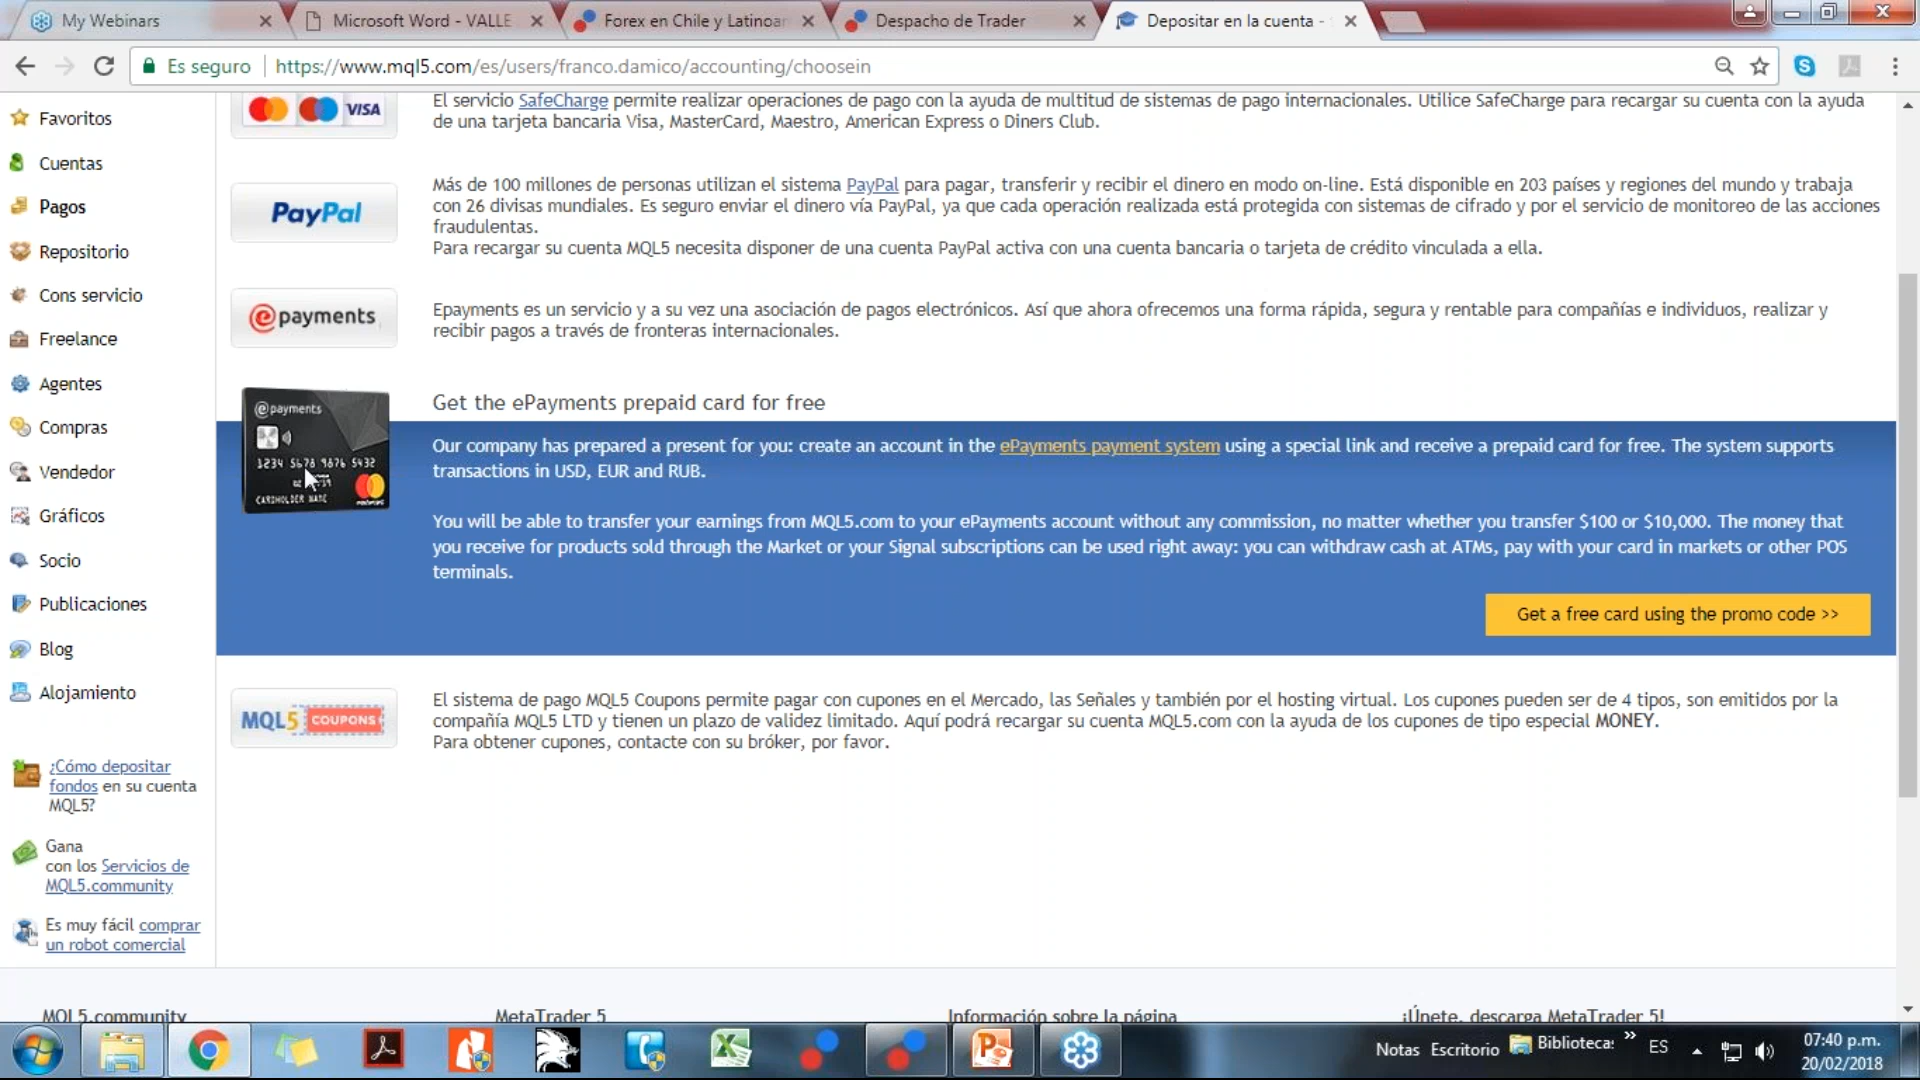 My Webinars
Microsoft Word - VALLE
Forex en Chile y Latinoar
Despacho de Trader
Depositar en la cuenta -
Es seguro
https://www.mql5.com/es/users/franco.damico/accounting/choosein
Favoritos
Cuentas
Pagos
Repositorio
Cons servicio
Freelance
Agentes
Compras
Vendedor
Gráficos
Socio
Publicaciones
Blog
Alojamiento
¿Cómo depositar
fondos en su cuenta
MQL5?
Gana
con los Servicios de
MQL5.community
Es muy fácil comprar
un robot comercial
VISA
El servicio SafeCharge permite realizar operaciones de pago con la ayuda de multitud de sistemas de pago internacionales. Utilice SafeCharge para recargar su cuenta con la ayuda
de una tarjeta bancaria Visa, MasterCard, Maestro, American Express o Diners Club.
PayPal
Más de 100 millones de personas utilizan el sistema PayPal para pagar, transferir y recibir el dinero en modo on-line. Está disponible en 203 países y regiones del mundo y trabaja
con 26 divisas mundiales. Es seguro enviar el dinero vía PayPal, ya que cada operación realizada está protegida con sistemas de cifrado y por el servicio de monitoreo de las acciones
fraudulentas.
Para recargar su cuenta MQL5 necesita disponer de una cuenta PayPal activa con una cuenta bancaria o tarjeta de crédito vinculada a ella.
epayments
Epayments es un servicio y a su vez una asociación de pagos electrónicos. Así que ahora ofrecemos una forma rápida, segura y rentable para compañías e individuos, realizar y
recibir pagos a través de fronteras internacionales.
epayments
1234 5678 9876 5432
CARDHOLDER NAME
Get the ePayments prepaid card for free
Our company has prepared a present for you: create an account in the ePayments payment system using a special link and receive a prepaid card for free. The system supports
transactions in USD, EUR and RUB.
You will be able to transfer your earnings from MQL5.com to your ePayments account without any commission, no matter whether you transfer $100 or $10,000. The money that
you receive for products sold through the Market or your Signal subscriptions can be used right away: you can withdraw cash at ATMs, pay with your card in markets or other POS
terminals.
Get a free card using the promo code >>
MQL5 COUPONS
El sistema de pago MQL5 Coupons permite pagar con cupones en el Mercado, las Señales y también por el hosting virtual. Los cupones pueden ser de 4 tipos, son emitidos por la
compañía MQL5 LTD y tienen un plazo de validez limitado. Aquí podrá recargar su cuenta MQL5.com con la ayuda de los cupones de tipo especial MONEY.
Para obtener cupones, contacte con su bróker, por favor.
MQL5.community
MetaTrader 5
Información sobre la página
¡Únete, descarga MetaTrader 5!
Notas
Escritorio
Bibliotecas
»
ES
07:40 p.m.
20/02/2018